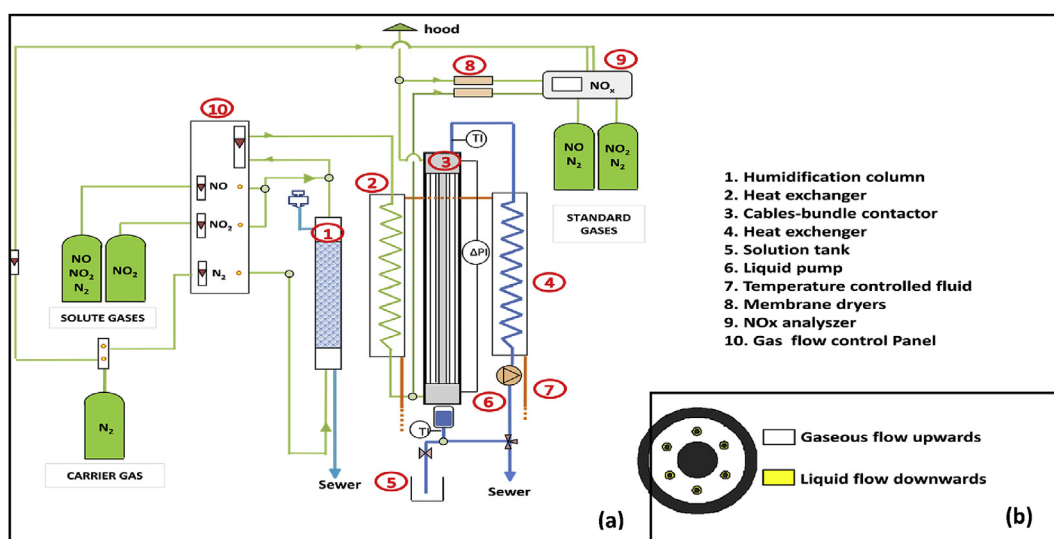 hood
8
9
NOx
10
TI
NO
N2
NO2
N2
3
2
NO
1. Humidification column
2. Heat exchanger
3. Cables-bundle contactor
4. Heat exchenger
5. Solution tank
6. Liquid pump
7. Temperature controlled fluid
8. Membrane dryers
9. NOx analyszer
10. Gas flow control Panel
STANDARD
GASES
NO2
1
ΔPI
NO
NO2
N2
NO2
N2
4
SOLUTE GASES
7
6
N2
TI
CARRIER GAS
Sewer
5
Sewer
(a)
Gaseous flow upwards
Liquid flow downwards
(b)